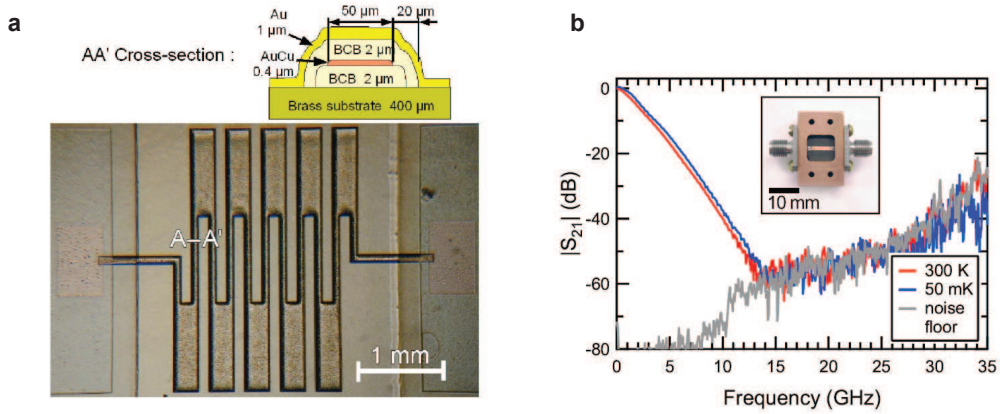 a
Au
1 µm
50 µm
20 µm
AA' Cross-section :
BCB 2 µm
AuCu
0.4 µm
BCB 2 µm
Brass substrate 400 µm
A–A'
1 mm
b
0
-20
-40
-60
-80
|S21| (dB)
10 mm
300 K
50 mK
noise
floor
0
5
10
15
20
25
30
35
Frequency (GHz)